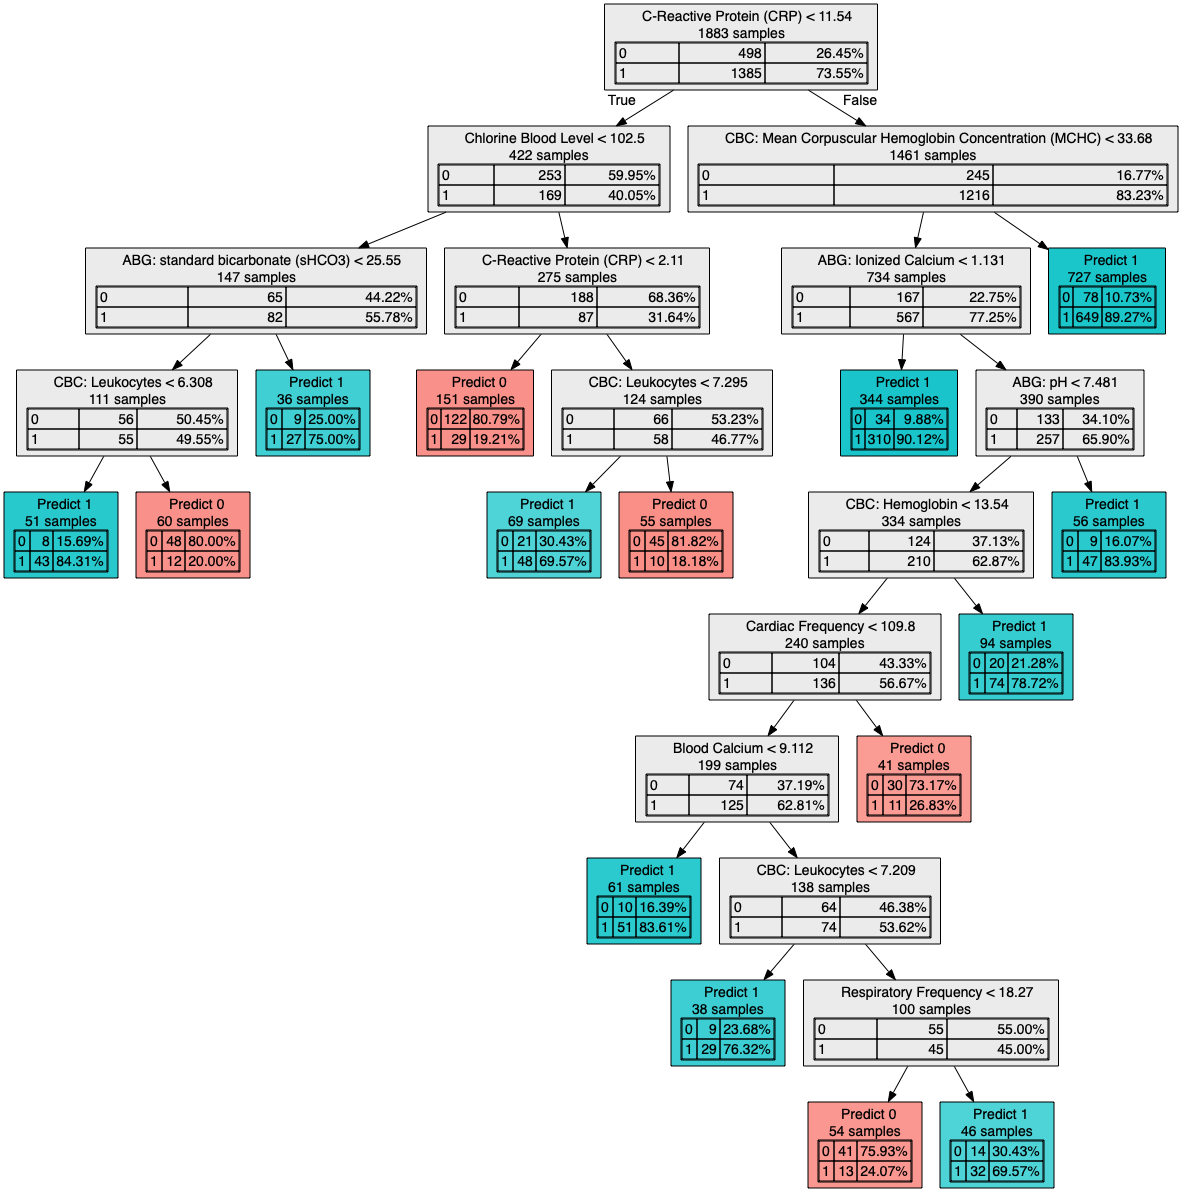 C-Reactive Protein (CRP) < 11.54
1883 samples
0 498 26.45%
1 1385 73.55%
True False
Chlorine Blood Level < 102.5
422 samples
0 253 59.95%
1 169 40.05%
CBC: Mean Corpuscular Hemoglobin Concentration (MCHC) < 33.68
1461 samples
0 245 16.77%
1 1216 83.23%
ABG: standard bicarbonate (sHCO3) < 25.55
147 samples
0 65 44.22%
1 82 55.78%
C-Reactive Protein (CRP) < 2.11
275 samples
0 188 68.36%
1 87 31.64%
ABG: Ionized Calcium < 1.131
734 samples
0 167 22.75%
1 567 77.25%
Predict 1
727 samples
0 78 10.73%
1 649 89.27%
CBC: Leukocytes < 6.308
111 samples
0 56 50.45%
1 55 49.55%
Predict 1
36 samples
0 9 25.00%
1 27 75.00%
Predict 0
151 samples
0 122 80.79%
1 29 19.21%
CBC: Leukocytes < 7.295
124 samples
0 66 53.23%
1 58 46.77%
Predict 1
344 samples
0 34 9.88%
1 310 90.12%
ABG: pH < 7.481
390 samples
0 133 34.10%
1 257 65.90%
Predict 1
51 samples
0 8 15.69%
1 43 84.31%
Predict 0
60 samples
0 48 80.00%
1 12 20.00%
Predict 1
69 samples
0 21 30.43%
1 48 69.57%
Predict 0
55 samples
0 45 81.82%
1 10 18.18%
CBC: Hemoglobin < 13.54
334 samples
0 124 37.13%
1 210 62.87%
Predict 1
56 samples
0 9 16.07%
1 47 83.93%
Cardiac Frequency < 109.8
240 samples
0 104 43.33%
1 136 56.67%
Predict 1
94 samples
0 20 21.28%
1 74 78.72%
Blood Calcium < 9.112
199 samples
0 74 37.19%
1 125 62.81%
Predict 0
41 samples
0 30 73.17%
1 11 26.83%
Predict 1
61 samples
0 10 16.39%
1 51 83.61%
CBC: Leukocytes < 7.209
138 samples
0 64 46.38%
1 74 53.62%
Predict 1
38 samples
0 9 23.68%
1 29 76.32%
Respiratory Frequency < 18.27
100 samples
0 55 55.00%
1 45 45.00%
Predict 0
54 samples
0 41 75.93%
1 13 24.07%
Predict 1
46 samples
0 14 30.43%
1 32 69.57%